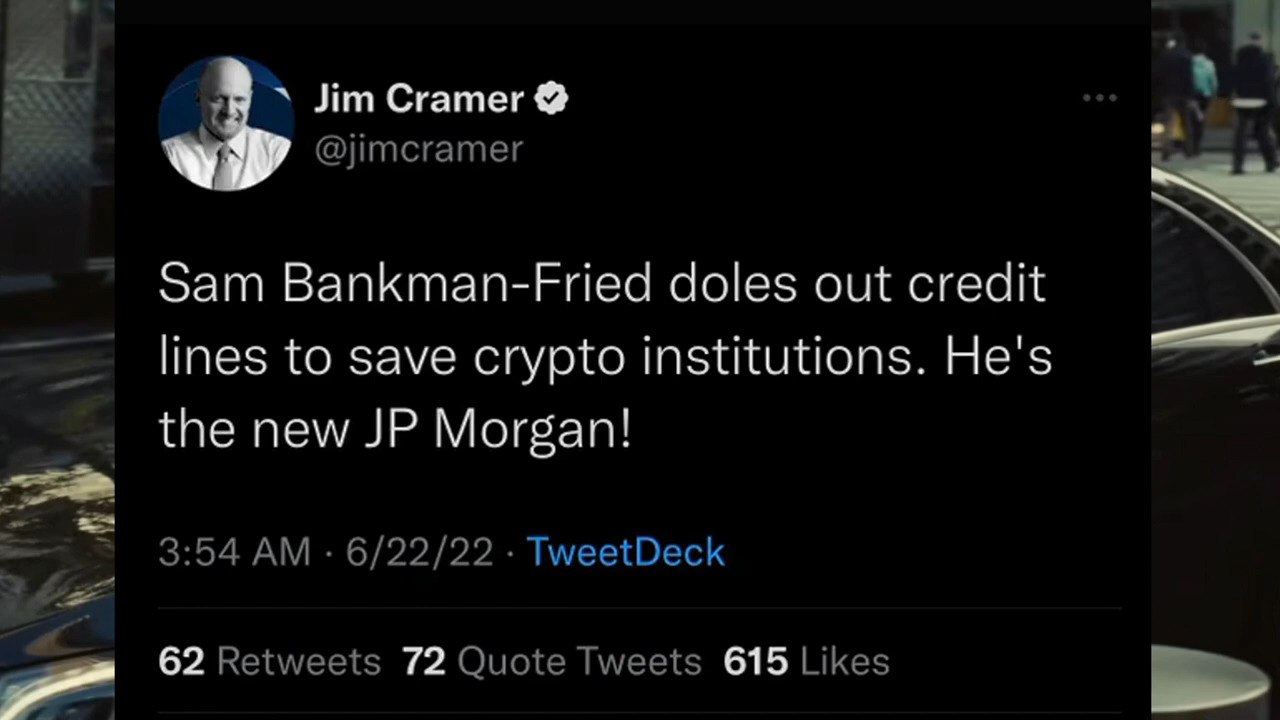 Jim Cramer
@jimcramer
Sam Bankman-Fried doles out credit
lines to save crypto institutions. He's
the new JP Morgan!
3:54 AM · 6/22/22 · TweetDeck
62 Retweets 72 Quote Tweets 615 Likes